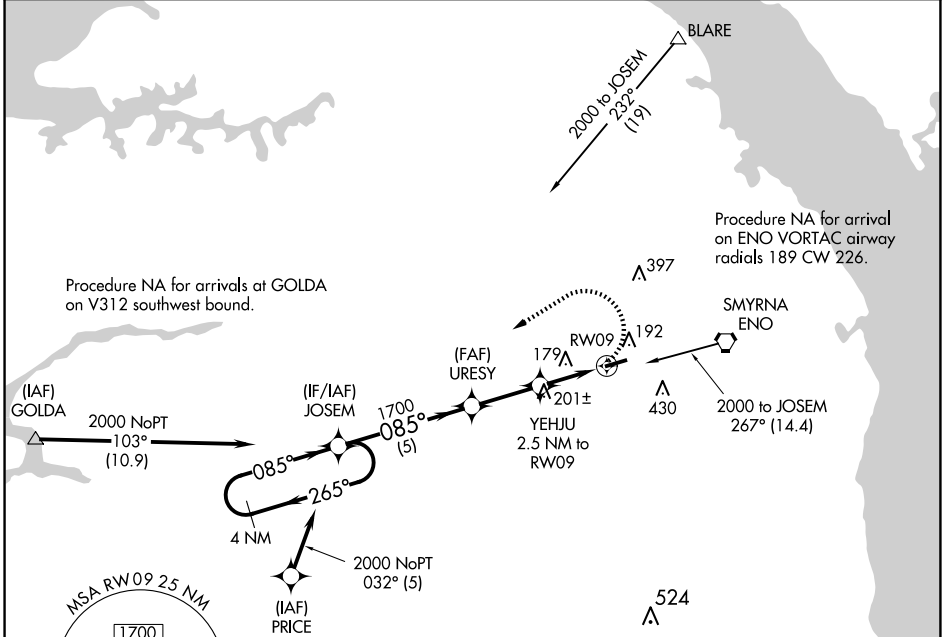 BLARE
2000 to JOSEM
232°
(19)
Procedure NA for arrival
on ENO VORTAC airway
radials 189 CW 226.
397
Procedure NA for arrivals at GOLDA
on V312 southwest bound.
SMYRNA
ENO
192
RW09
179
(FAF)
URESY
(IF/IAF)
JOSEM
(IAF)
GOLDA
2000 NoPT
103°
(10.9)
1700
085°
(5)
201±
YEHJU
2.5 NM to
RW09
430
2000 to JOSEM
267° (14.4)
085°
265°
4 NM
2000 NoPT
032° (5)
(IAF)
PRICE
524
MSA RW09 25 NM
1700